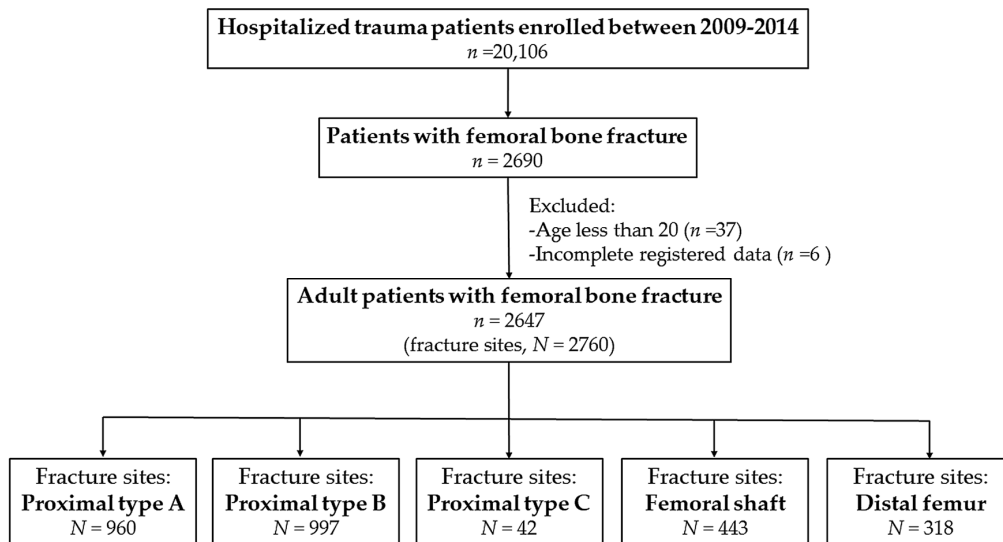 Hospitalized trauma patients enrolled between 2009-2014
n =20,106
Patients with femoral bone fracture
n = 2690
Excluded:
-Age less than 20 (n =37)
-Incomplete registered data (n =6 )
Adult patients with femoral bone fracture
n = 2647
(fracture sites, N = 2760)
Fracture sites:
Proximal type A
N = 960
Fracture sites:
Proximal type B
N = 997
Fracture sites:
Proximal type C
N = 42
Fracture sites:
Femoral shaft
N = 443
Fracture sites:
Distal femur
N = 318